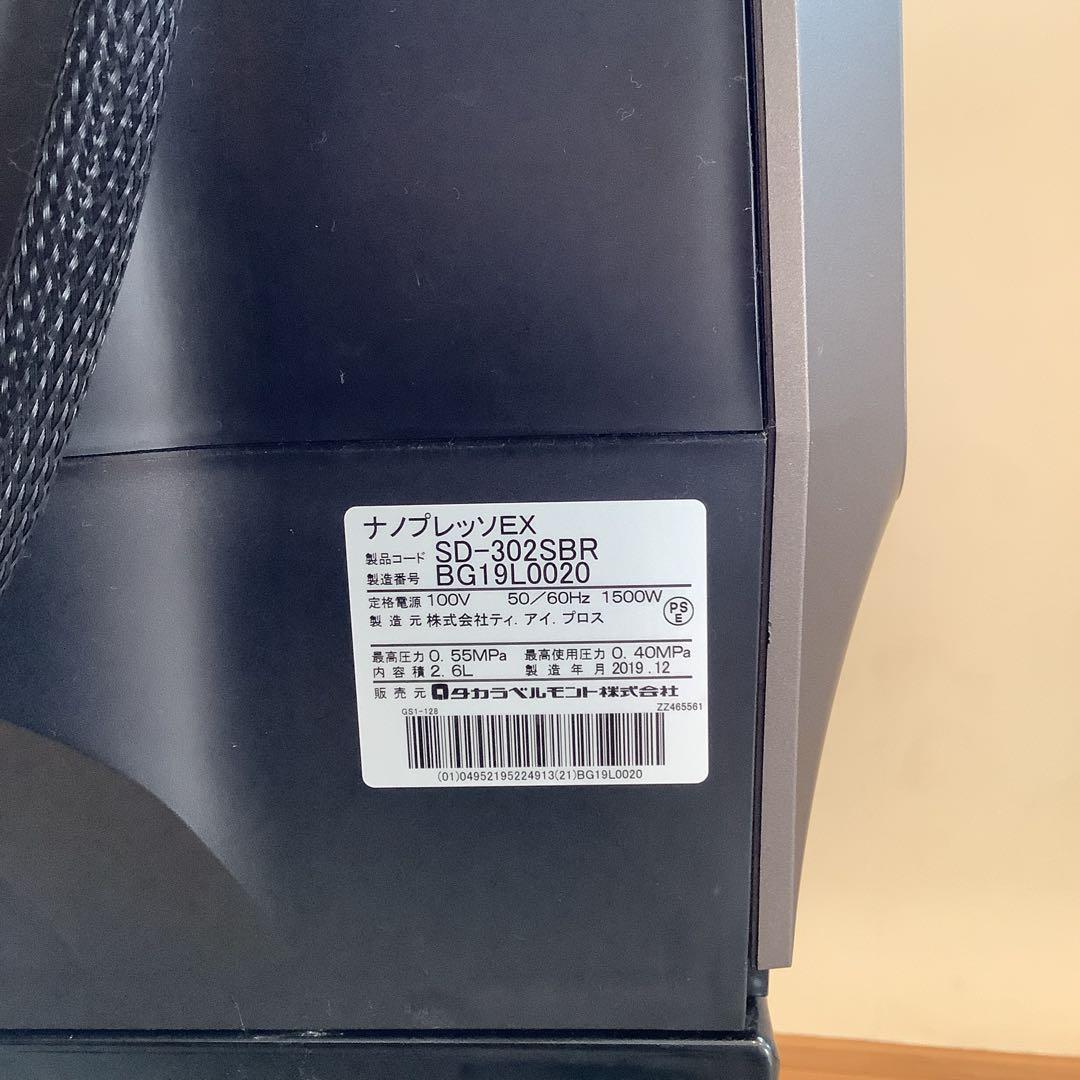 ナノプレッソEX
製品コード SD-302SBR
製造番号 BG19L0020
定格電源 100V 50/60Hz 1500W
PS
E
製造元 株式会社ティ.アイ.プロス
最高圧力 0.55MPa 最高使用圧力 0.40MPa
内容積 2.6L 製造年月 2019.12
販売元 タカラベルモント株式会社
GS1-128 ZZ465561
(01)04952195224913(21)BG19L0020